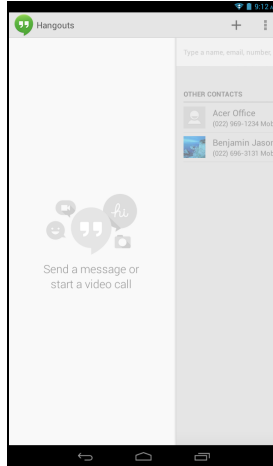 9:12 A
Hangouts
Type a name, email, number,
OTHER CONTACTS
Acer Office
(022) 969-1234 Mob
Benjamin Jason
(022) 696-3131 Mob
hi
Send a message or
start a video call